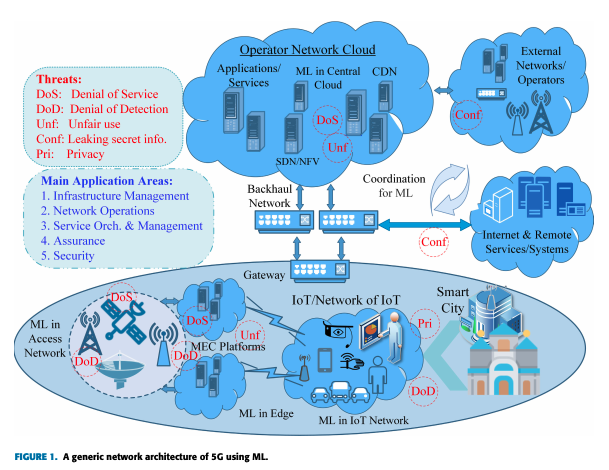 Operator Network Cloud
Applications/
Services
ML in Central
Cloud
CDN
DoS
Unf
SDN/NFV
External
Networks/
Operators
Conf
Threats:
DoS: Denial of Service
DoD: Denial of Detection
Unf: Unfair use
Conf: Leaking secret info.
Pri: Privacy
Main Application Areas:
1. Infrastructure Management
2. Network Operations
3. Service Orch. & Management
4. Assurance
5. Security
Backhaul
Network
Coordination
for ML
Conf
Internet & Remote
Services/Systems
Gateway
DoS
ML in
Access
Network
DoD
DoD
DoS
MEC Platforms
Unf
ML in Edge
IoT/Network of IoT
ML in IoT Network
Pri
DoD
Smart
City
FIGURE 1. A generic network architecture of 5G using ML.